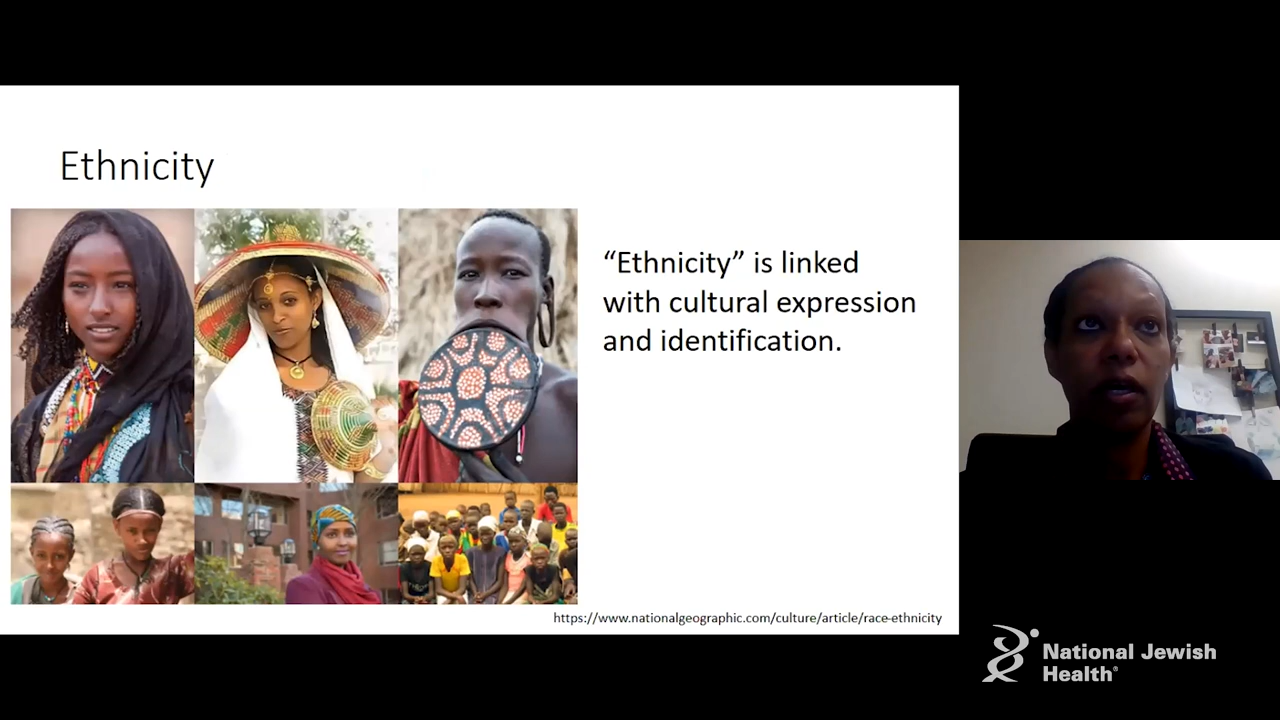 Ethnicity
“Ethnicity” is linked
with cultural expression
and identification.
https://www.nationalgeographic.com/culture/article/race-ethnicity
National Jewish
Health®